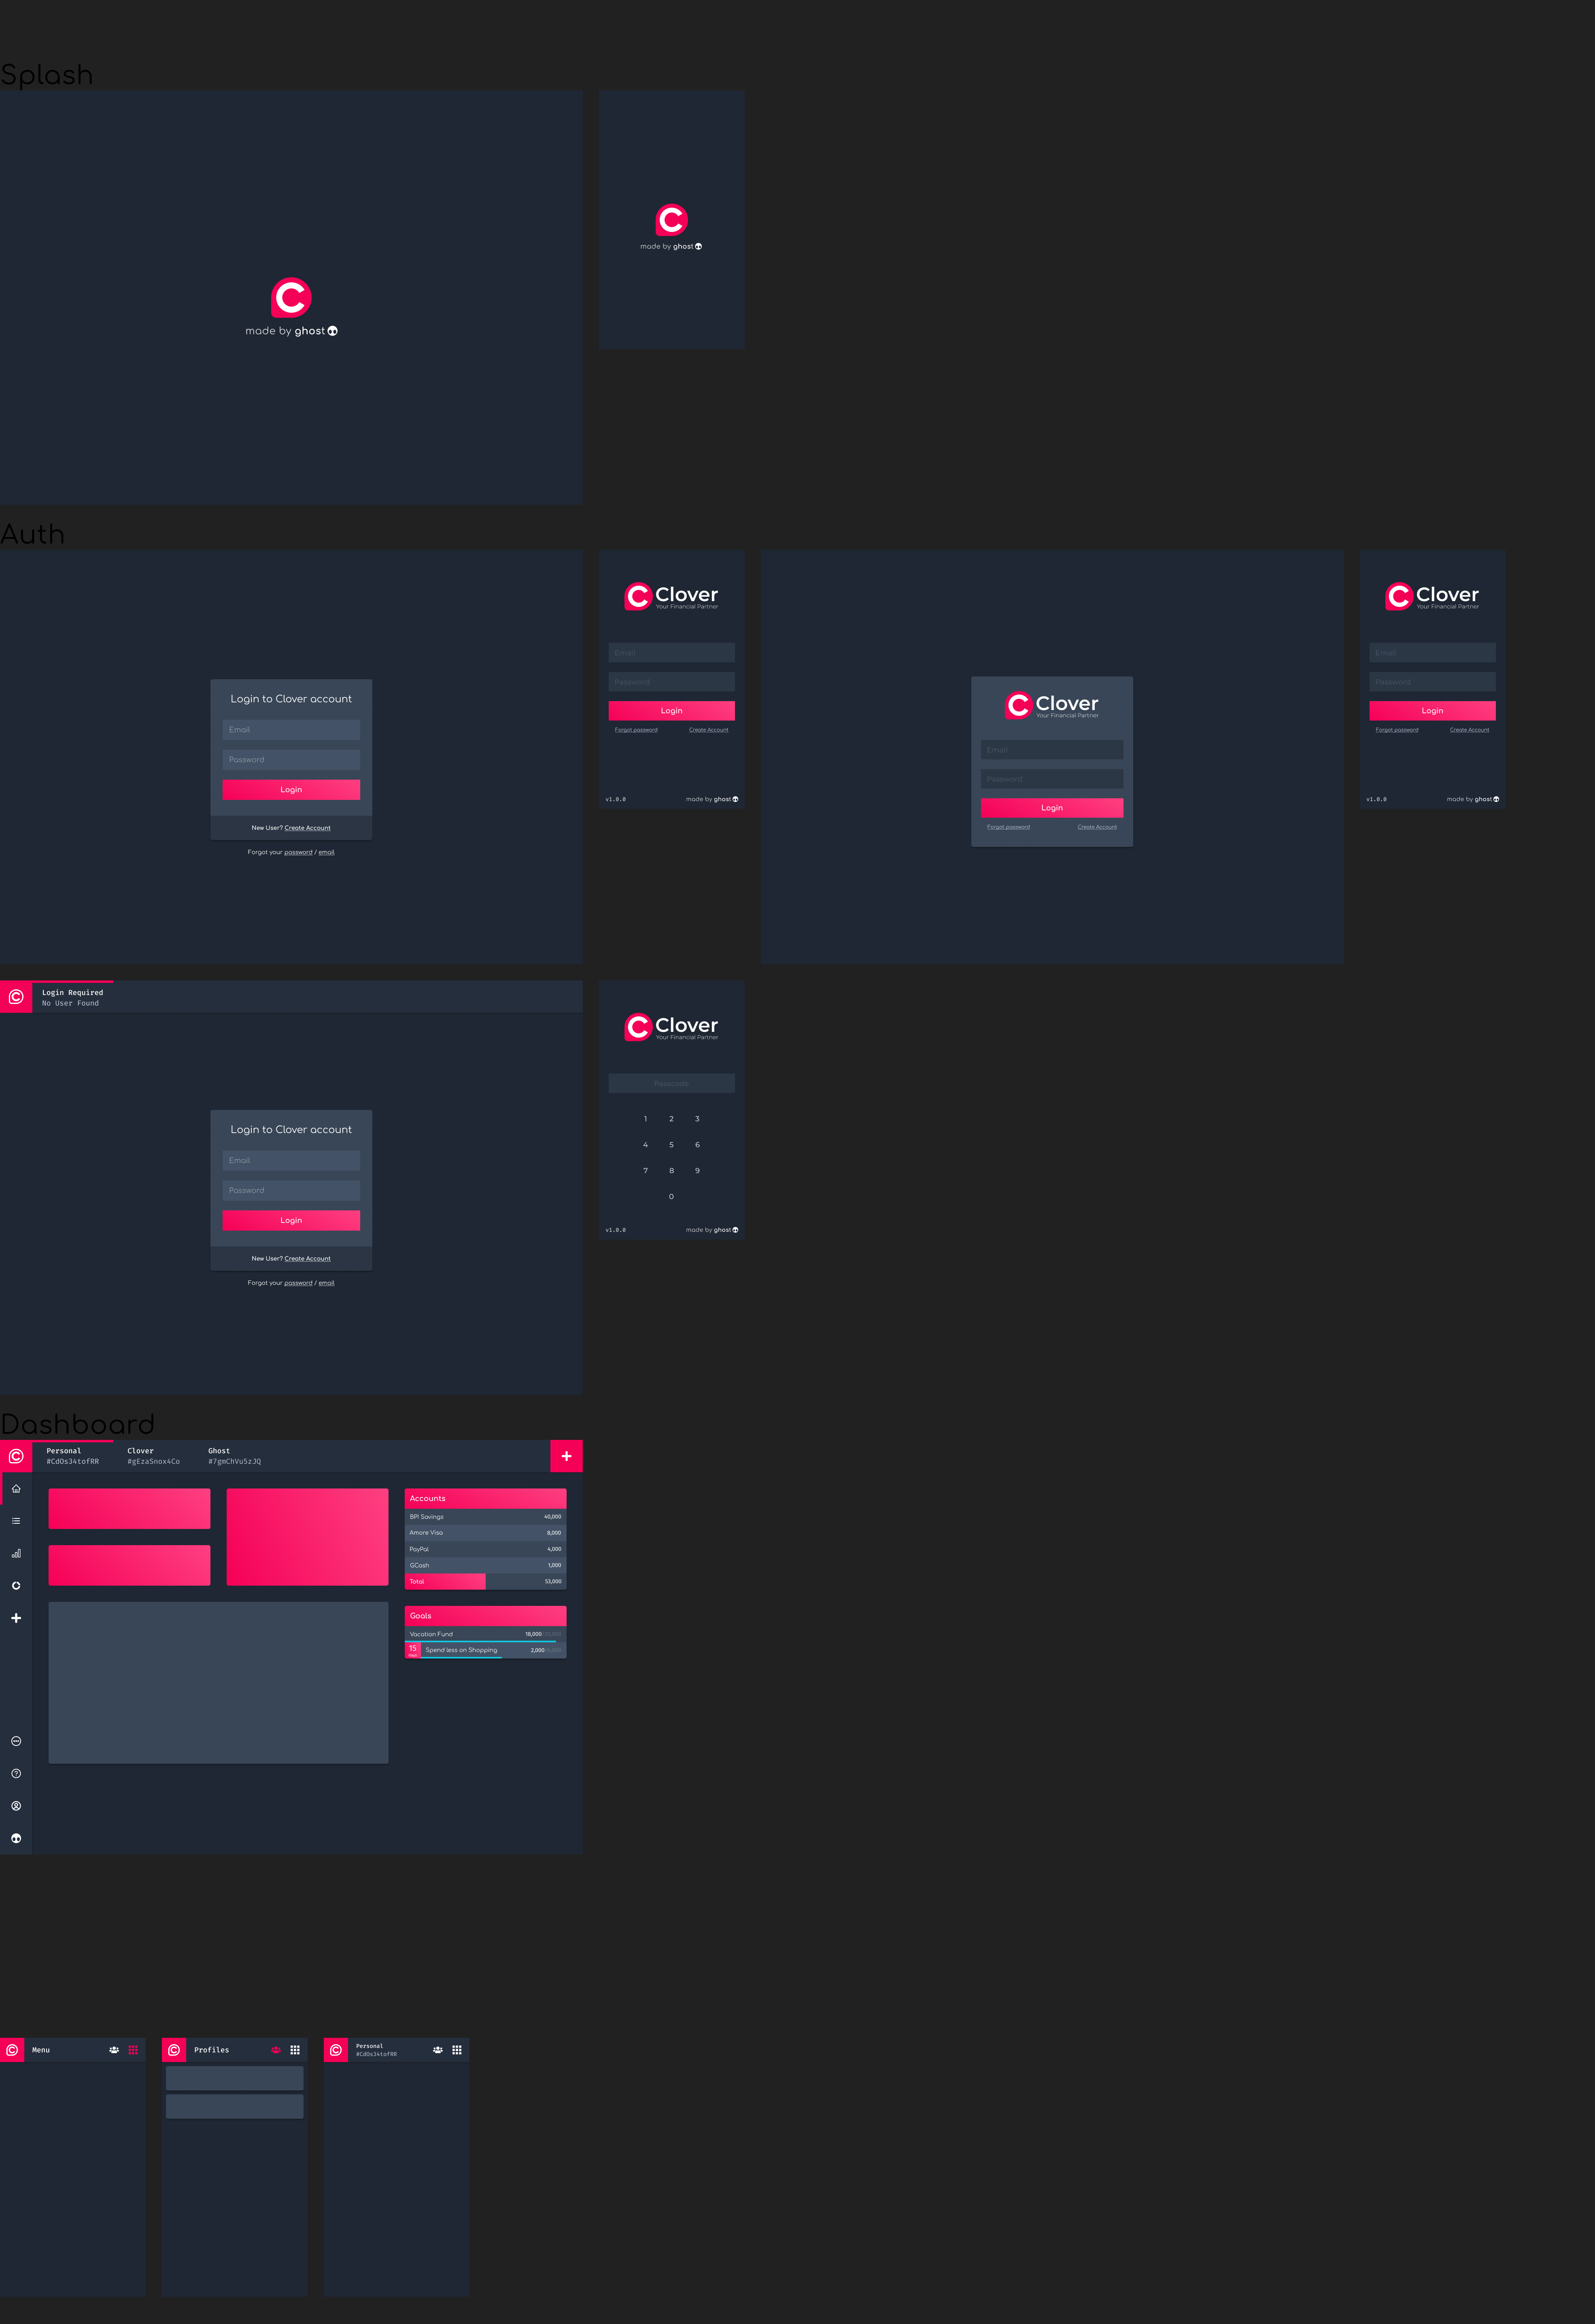 Splash
made by ghost
made by ghost
Auth
Login to Clover account
Email
Password
Login
New User? Create Account
Forgot your password / email
Clover
Your Financial Partner
Email
Password
Login
Forgot password Create Account
v1.0.0 made by ghost
Clover
Your Financial Partner
Email
Password
Login
Forgot password Create Account
Clover
Your Financial Partner
Email
Password
Login
Forgot password Create Account
v1.0.0 made by ghost
Login Required
No User Found
Login to Clover account
Email
Password
Login
New User? Create Account
Forgot your password / email
Clover
Your Financial Partner
Passcode
1 2 3
4 5 6
7 8 9
0
v1.0.0 made by ghost
Dashboard
Personal Clover Ghost
#CdOs34tofRR #gEzaSnox4Co #7gmChVu5zJQ
Accounts
BPI Savings 40,000
Amore Visa 8,000
PayPal 4,000
GCash 1,000
Total 53,000
Goals
Vacation Fund 18,000
15 Spend less on Shopping 2,000
days
Menu
Profiles
Personal
#CdOs34tofRR